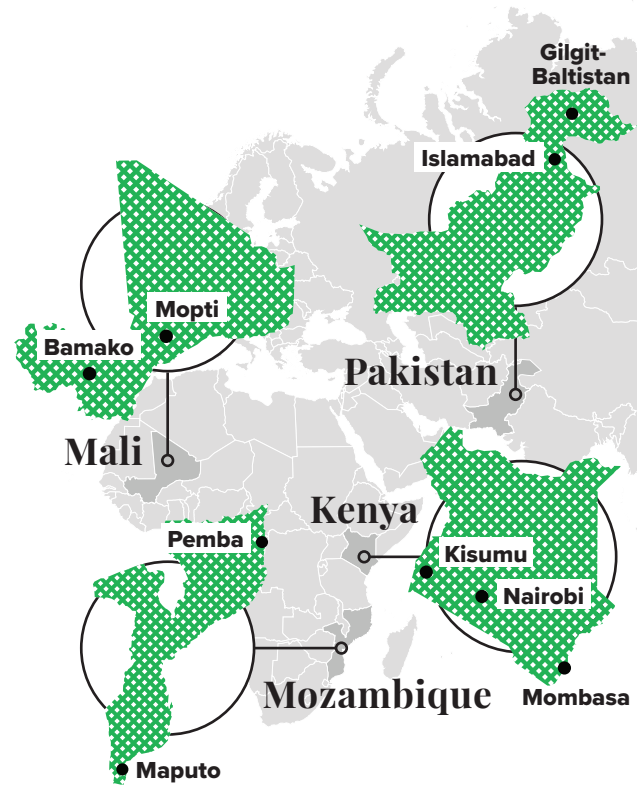 Gilgit-
Baltistan
Islamabad
Mopti
Bamako
Pakistan
Mali
Kenya
Pemba
Kisumu
Nairobi
Mozambique
Mombasa
Maputo